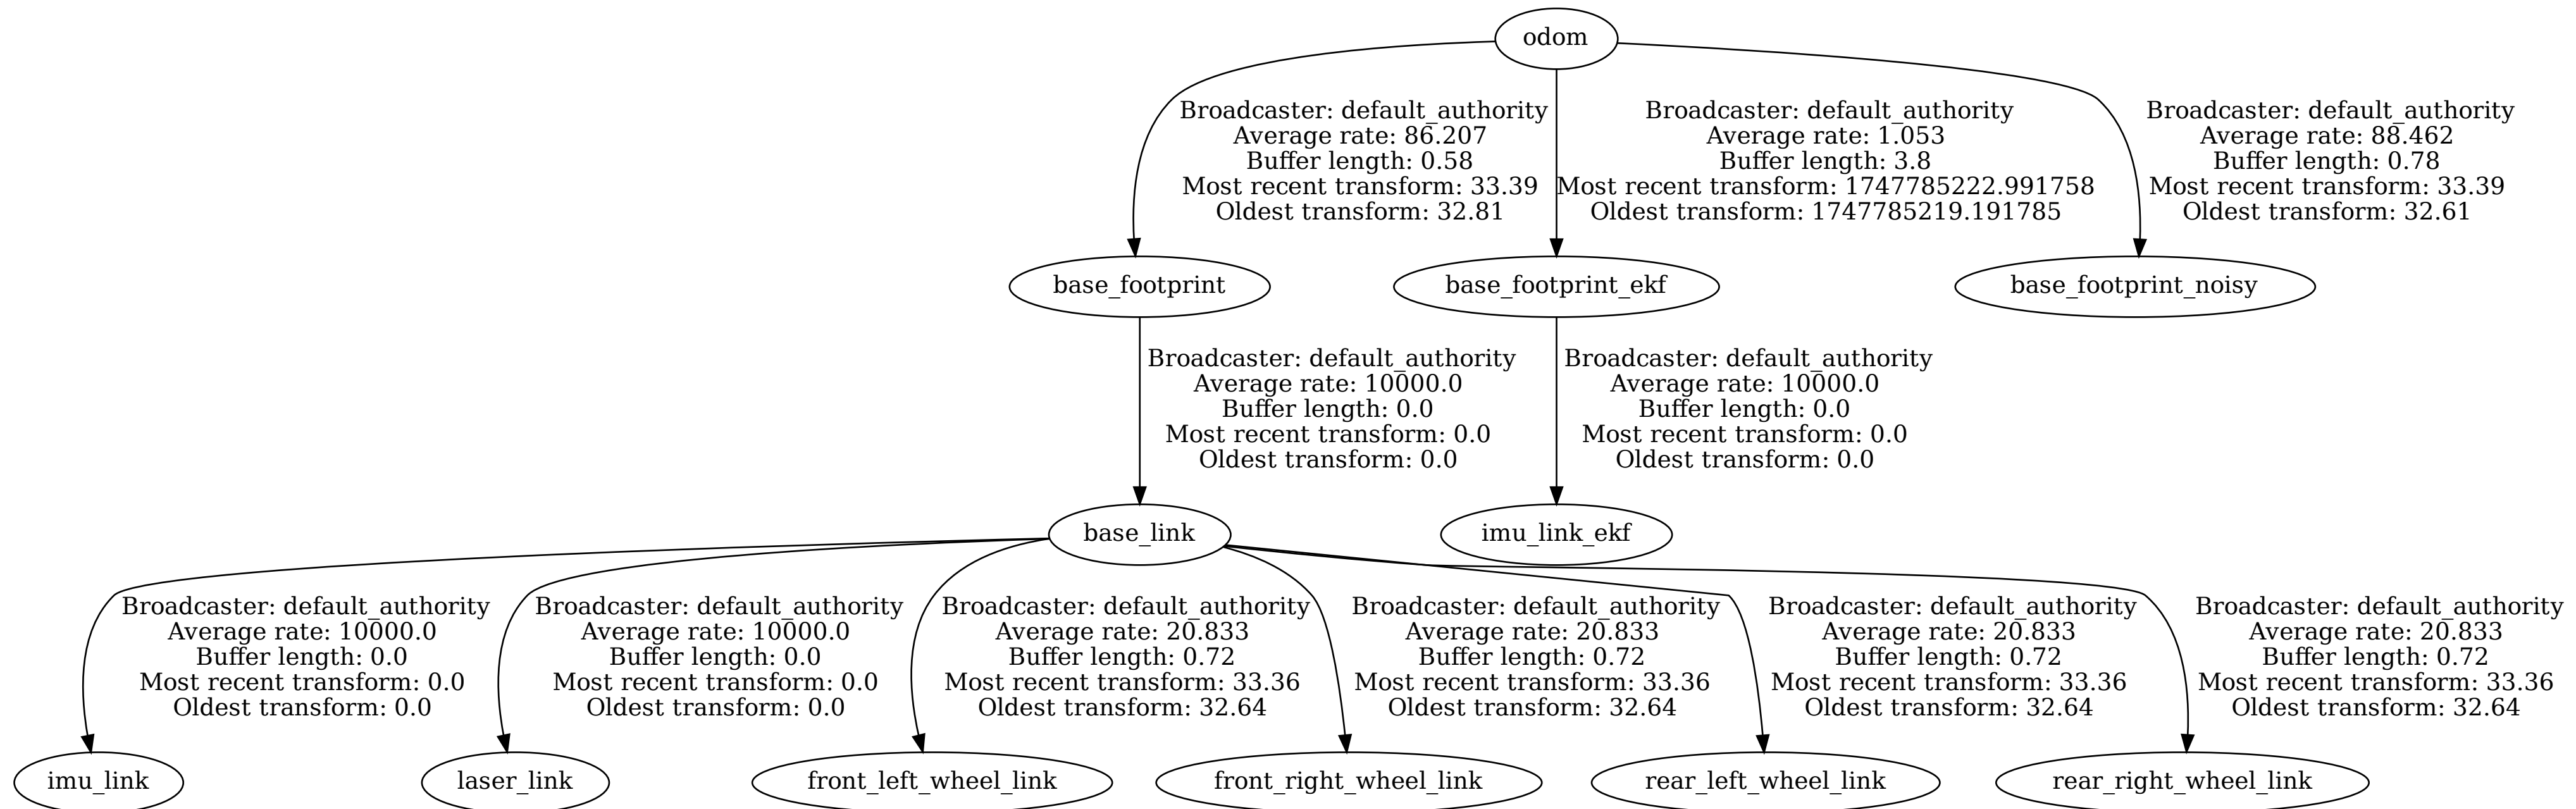 odom
Broadcaster: default_authority
Average rate: 86.207
Buffer length: 0.58
Most recent transform: 33.39
Oldest transform: 32.81
Broadcaster: default_authority
Average rate: 1.053
Buffer length: 3.8
Most recent transform: 1747785222.991758
Oldest transform: 1747785219.191785
Broadcaster: default_authority
Average rate: 88.462
Buffer length: 0.78
Most recent transform: 33.39
Oldest transform: 32.61
base_footprint
base_footprint_ekf
base_footprint_noisy
Broadcaster: default_authority
Average rate: 10000.0
Buffer length: 0.0
Most recent transform: 0.0
Oldest transform: 0.0
Broadcaster: default_authority
Average rate: 10000.0
Buffer length: 0.0
Most recent transform: 0.0
Oldest transform: 0.0
base_link
imu_link_ekf
Broadcaster: default_authority
Average rate: 10000.0
Buffer length: 0.0
Most recent transform: 0.0
Oldest transform: 0.0
Broadcaster: default_authority
Average rate: 10000.0
Buffer length: 0.0
Most recent transform: 0.0
Oldest transform: 0.0
Broadcaster: default_authority
Average rate: 20.833
Buffer length: 0.72
Most recent transform: 33.36
Oldest transform: 32.64
Broadcaster: default_authority
Average rate: 20.833
Buffer length: 0.72
Most recent transform: 33.36
Oldest transform: 32.64
Broadcaster: default_authority
Average rate: 20.833
Buffer length: 0.72
Most recent transform: 33.36
Oldest transform: 32.64
Broadcaster: default_authority
Average rate: 20.833
Buffer length: 0.72
Most recent transform: 33.36
Oldest transform: 32.64
imu_link
laser_link
front_left_wheel_link
front_right_wheel_link
rear_left_wheel_link
rear_right_wheel_link